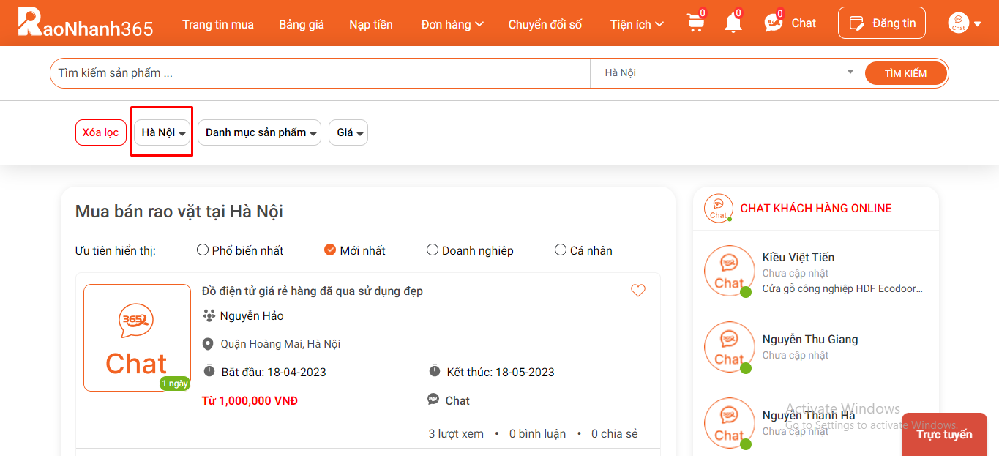 RaoNhanh365 Trang tin mua Bảng giá Nạp tiền Đơn hàng Chuyển đổi số Tiện ích 0 0 0 Chat Đăng tin Chat
Tìm kiếm sản phẩm ... Hà Nội TÌM KIẾM
Xóa lọc Hà Nội Danh mục sản phẩm Giá
Mua bán rao vặt tại Hà Nội
Ưu tiên hiển thị: Phổ biến nhất Mới nhất Doanh nghiệp Cá nhân
365
Chat
1 ngày
Đồ điện tử giá rẻ hàng đã qua sử dụng đẹp
Nguyễn Hảo
Quận Hoàng Mai, Hà Nội
Bắt đầu: 18-04-2023 Kết thúc: 18-05-2023
Từ 1,000,000 VNĐ Chat
3 lượt xem • 0 bình luận • 0 chia sẻ
Chat CHAT KHÁCH HÀNG ONLINE
Chat
Kiều Việt Tiến
Chưa cập nhật
Cửa gỗ công nghiệp HDF Ecodoor...
Chat
Nguyễn Thu Giang
Chưa cập nhật
Chat
Nguyễn Thanh Hà
Chưa cập nhật
Activate Windows
Go to Settings to activate Windows.
Trực tuyến